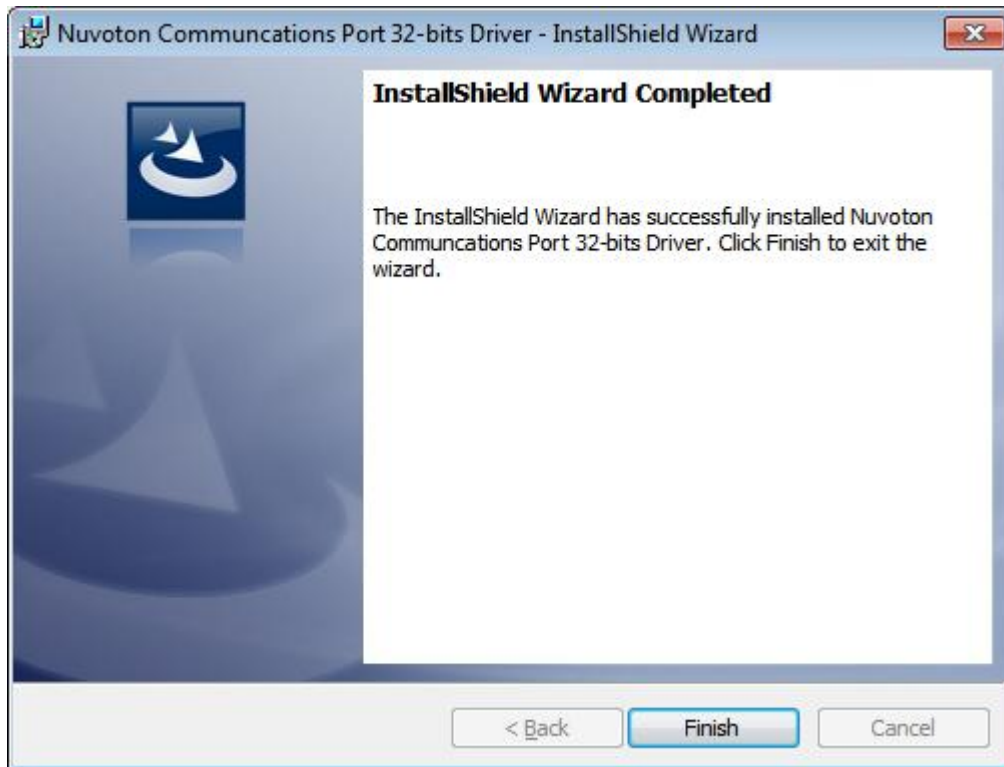 Nuvoton Communcations Port 32-bits Driver - InstallShield Wizard
InstallShield Wizard Completed
The InstallShield Wizard has successfully installed Nuvoton
Communcations Port 32-bits Driver. Click Finish to exit the
wizard.
< Back Finish Cancel